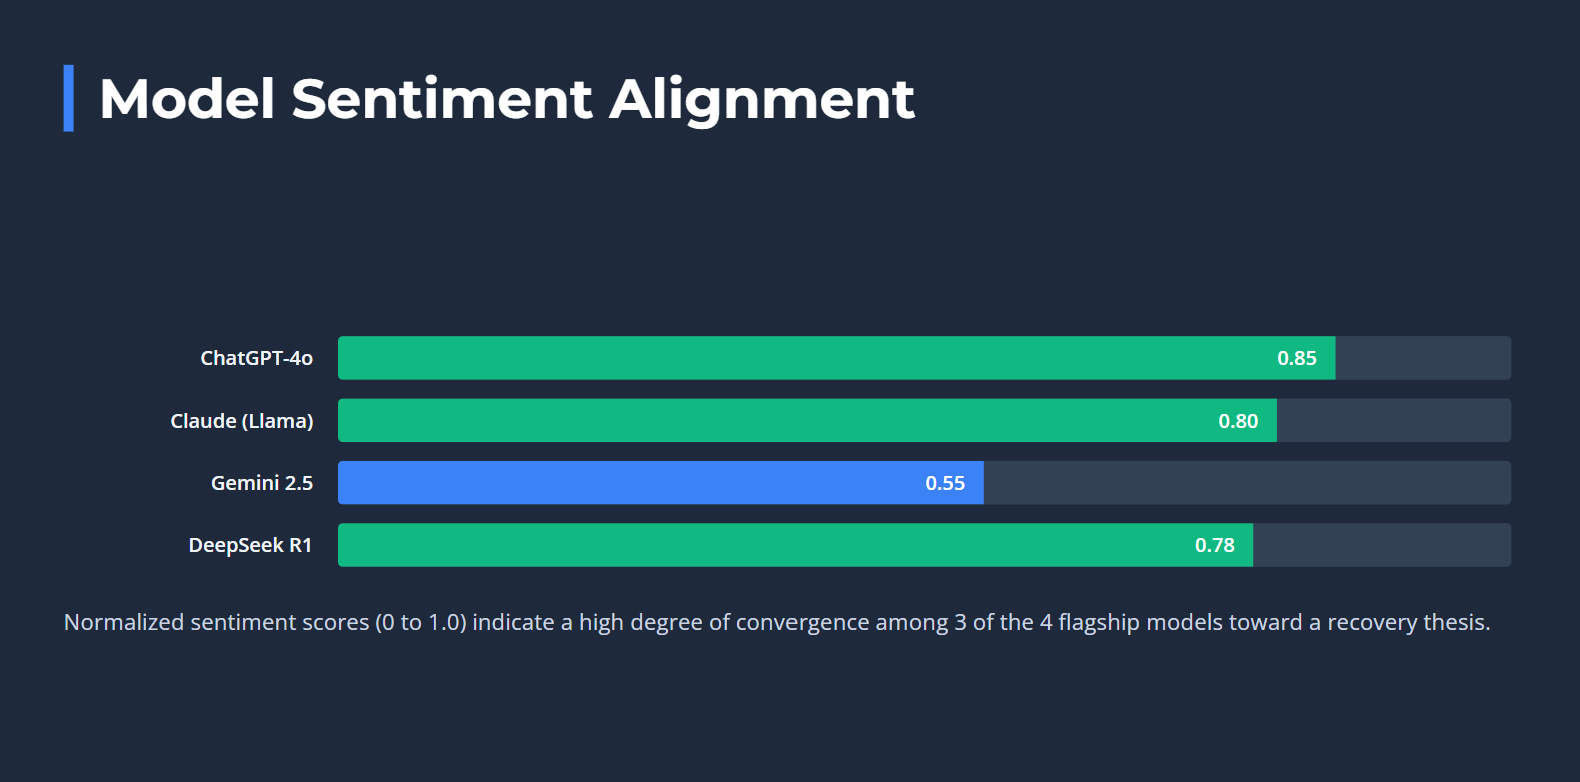 Model Sentiment Alignment
ChatGPT-4o 0.85
Claude (Llama) 0.80
Gemini 2.5 0.55
DeepSeek R1 0.78
Normalized sentiment scores (0 to 1.0) indicate a high degree of convergence among 3 of the 4 flagship models toward a recovery thesis.